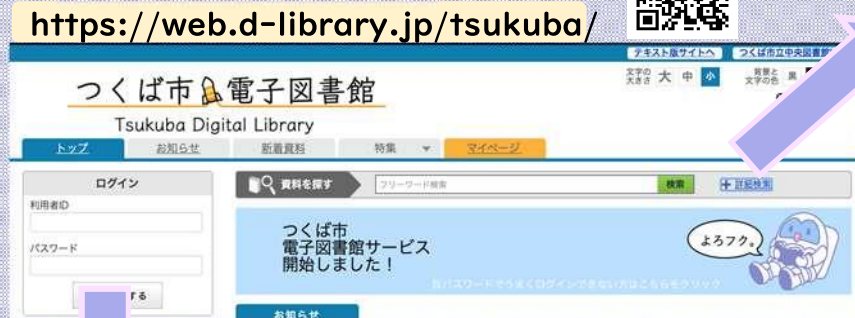 https://web.d-library.jp/tsukuba/
テキスト版サイトへ
つくば市立中央図書館
文字の大きさ 大 中 小
背景と文字の色 黒
つくば市 電子図書館
Tsukuba Digital Library
トップ
お知らせ
新着資料
特集
マイページ
ログイン
資料を探す
フリーワード検索
検索
詳細検索
利用者ID
パスワード
する
つくば市
電子図書館サービス
開始しました！
よろフク。
お知らせ